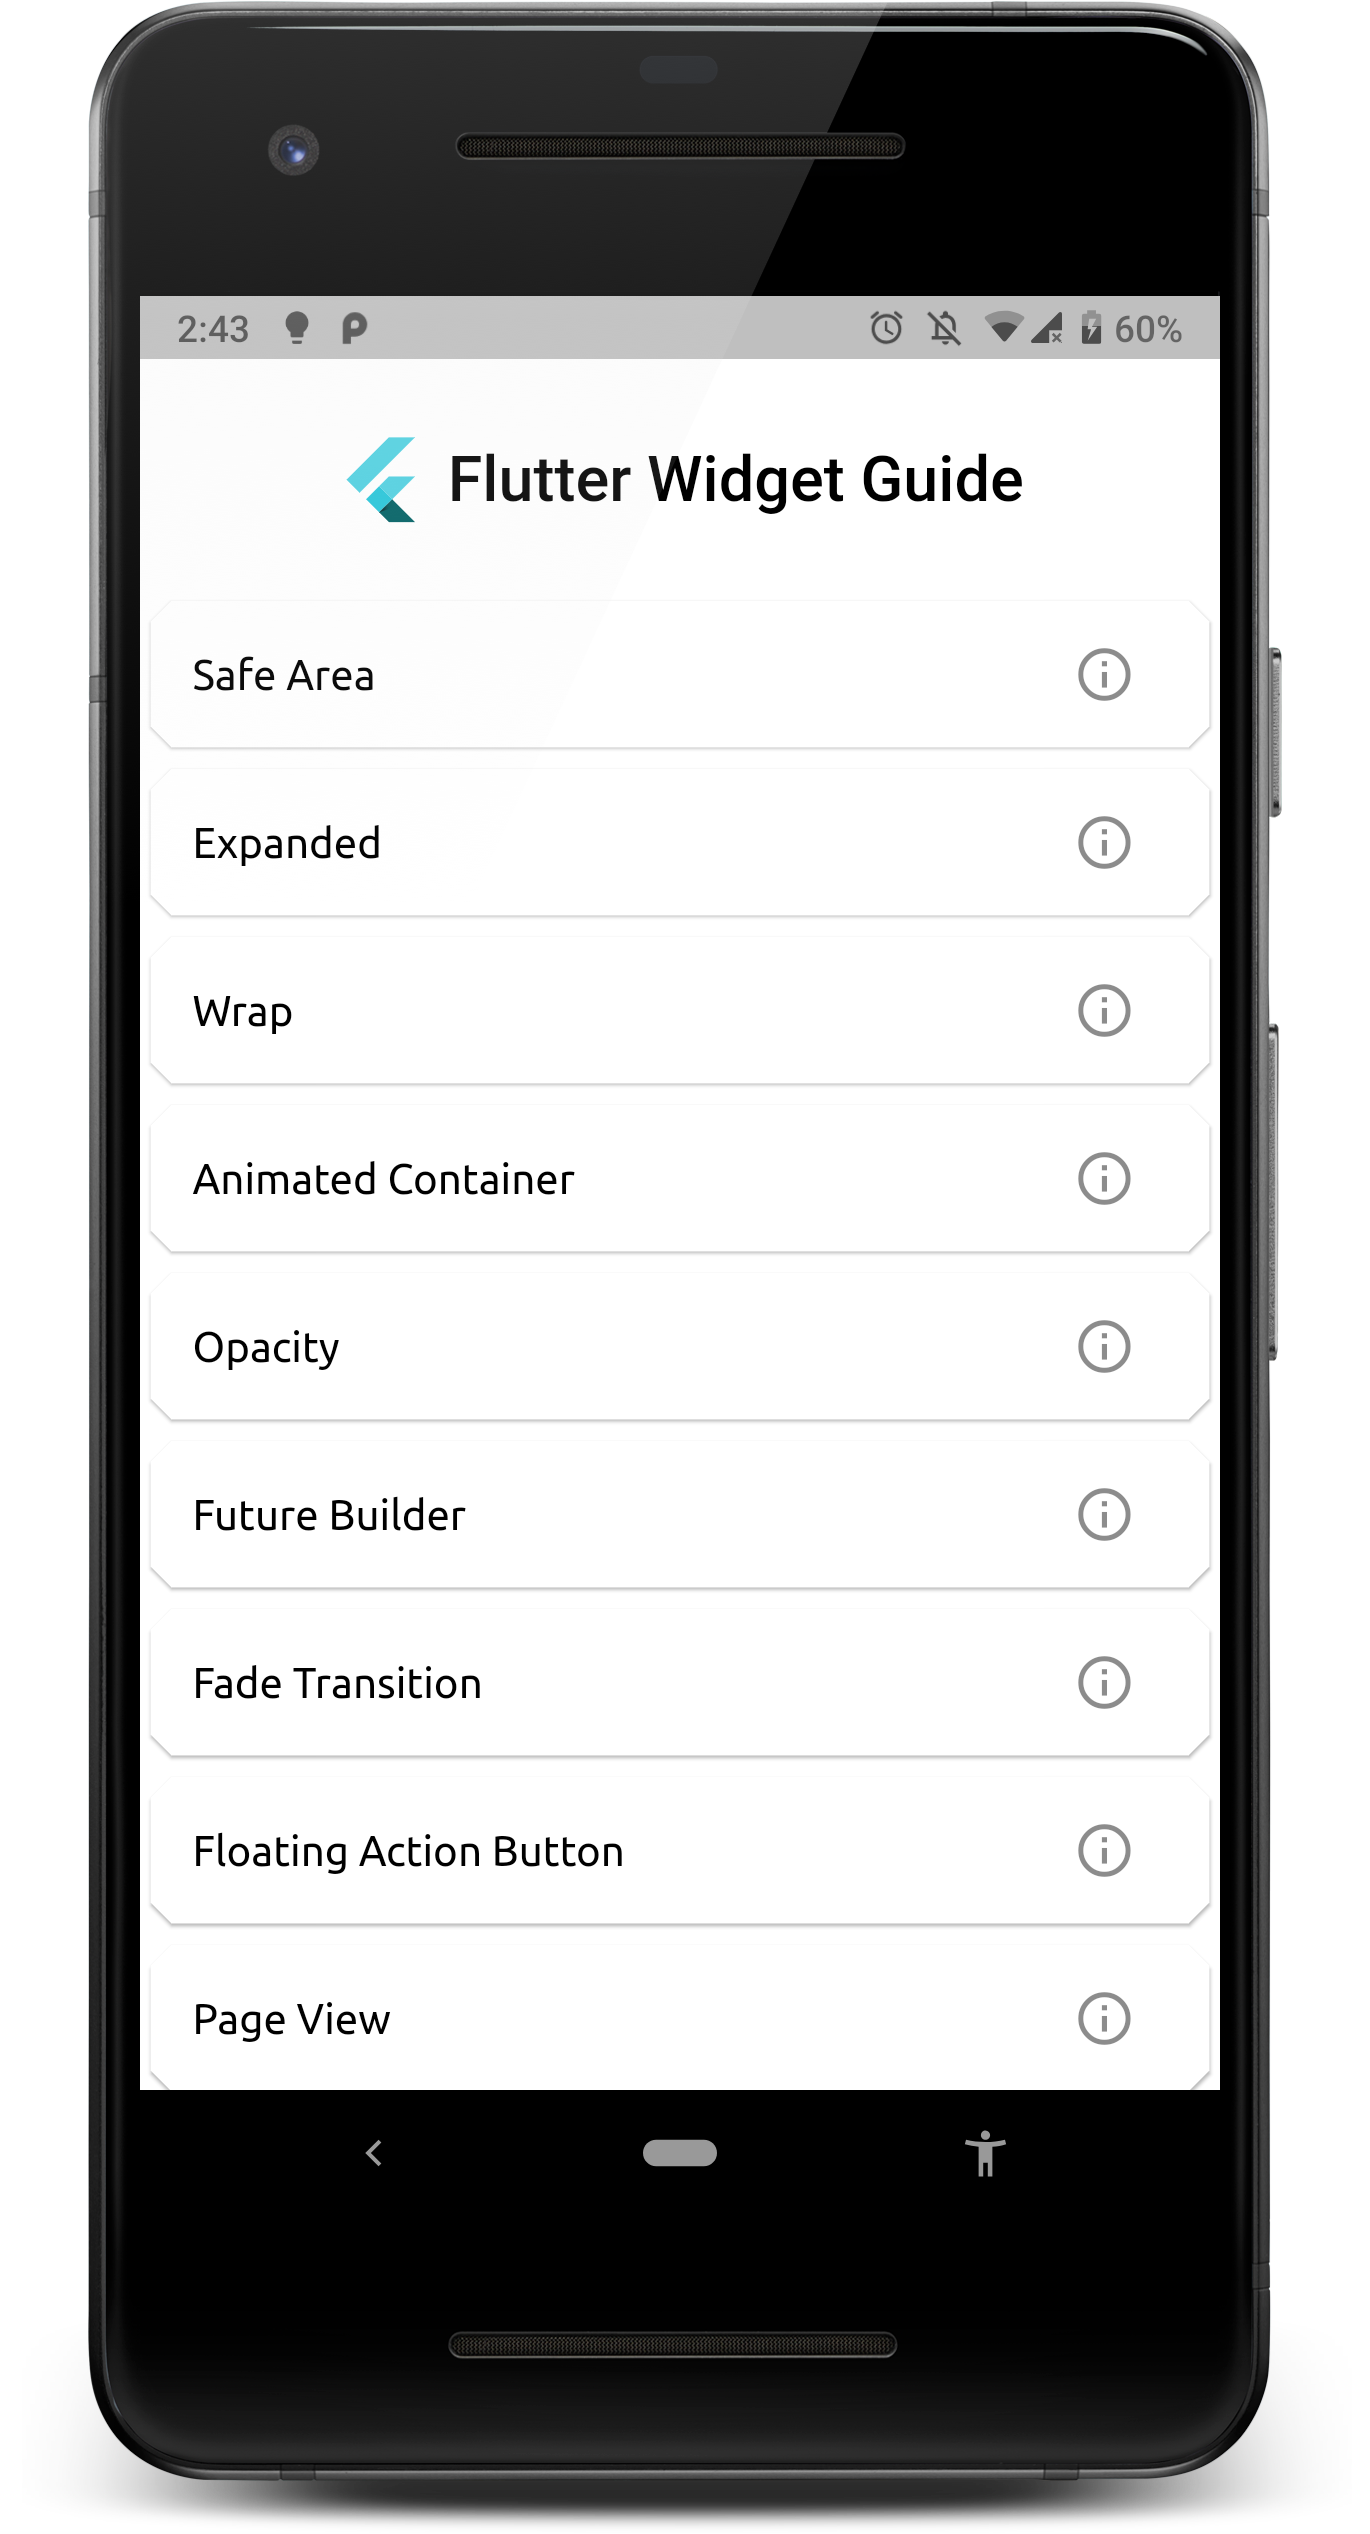 2:43 60%
Flutter Widget Guide
Safe Area
Expanded
Wrap
Animated Container
Opacity
Future Builder
Fade Transition
Floating Action Button
Page View